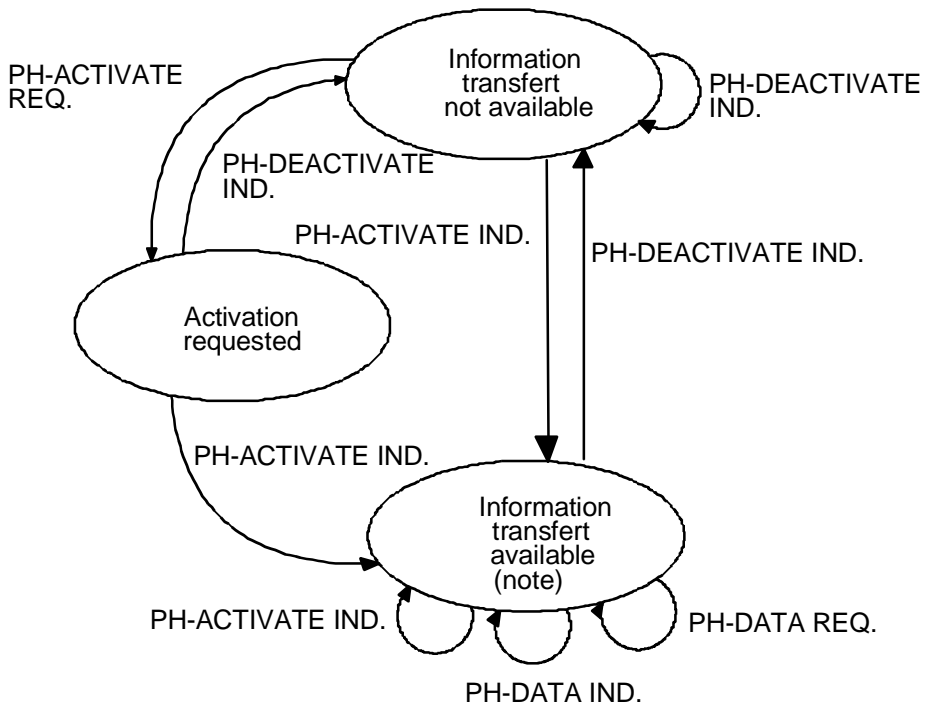 Information
transfert
not available
PH-ACTIVATE
REQ.
PH-DEACTIVATE
IND.
PH-DEACTIVATE
IND.
PH-ACTIVATE IND.
PH-DEACTIVATE IND.
Activation
requested
PH-ACTIVATE IND.
Information
transfert
available
(note)
PH-ACTIVATE IND.
PH-DATA REQ.
PH-DATA IND.